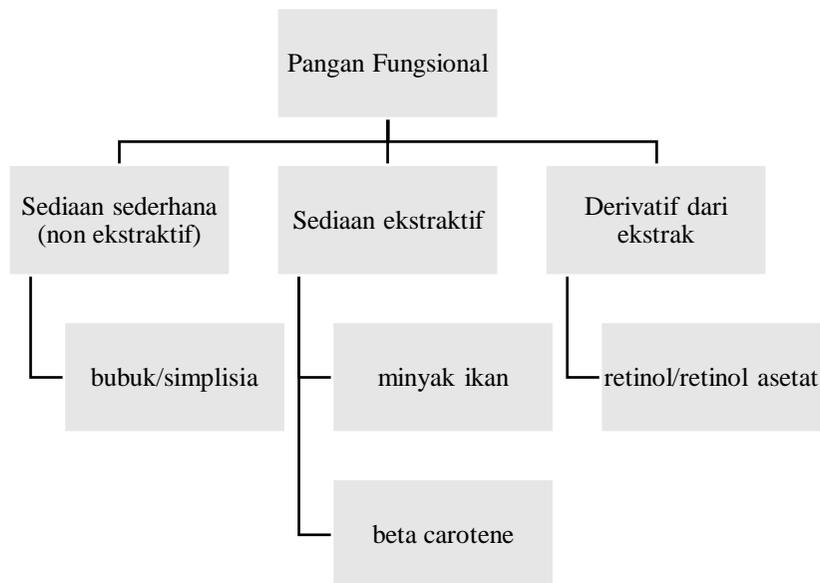 Pangan Fungsional
Sediaan sederhana
(non ekstraktif)
Sediaan ekstraktif
Derivatif dari
ekstrak
bubuk/simplisia
minyak ikan
retinol/retinol asetat
beta carotene